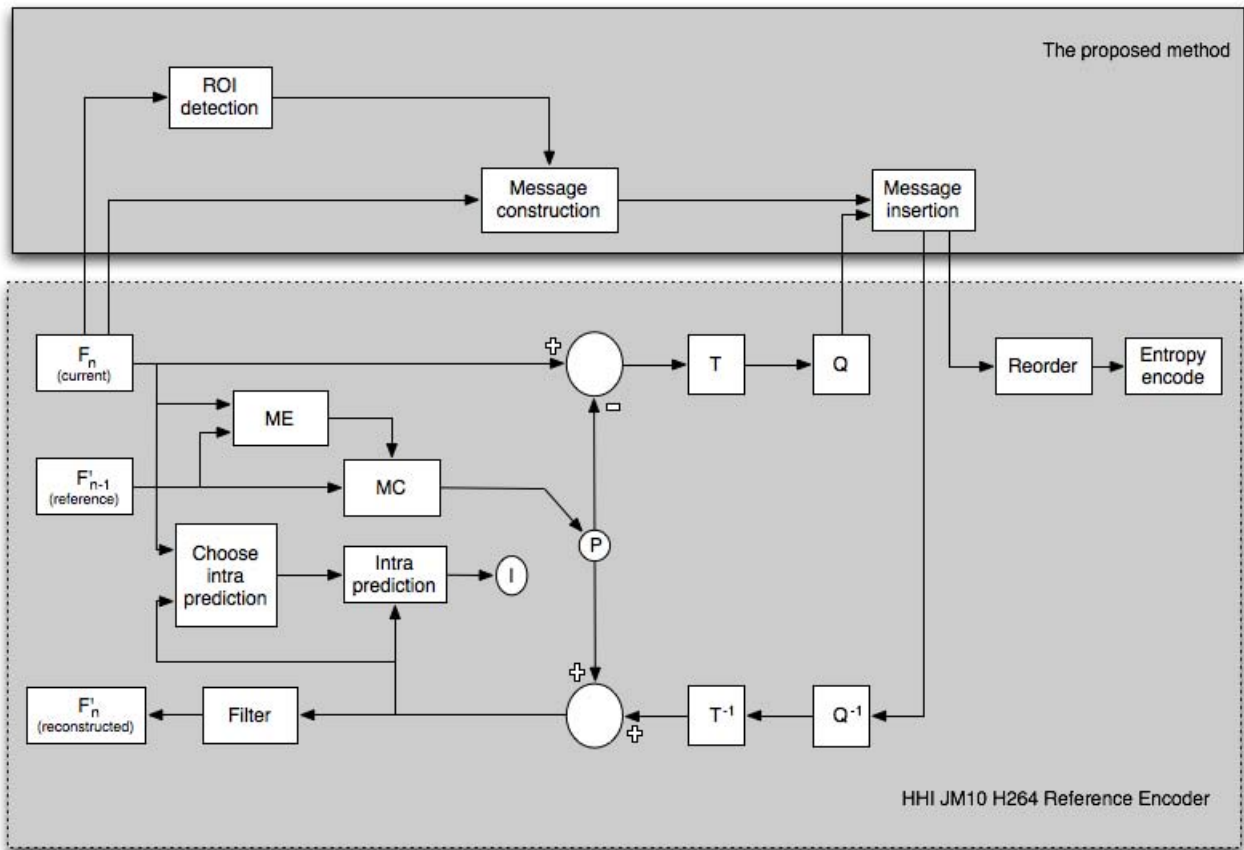 The proposed method
ROI
detection
Message
construction
Message
insertion
Fn
(current)
T
Q
Reorder
Entropy
encode
ME
F'n-1
(reference)
MC
P
Choose
intra
prediction
Intra
prediction
I
F'n
(reconstructed)
Filter
T-1
Q-1
HHI JM10 H264 Reference Encoder